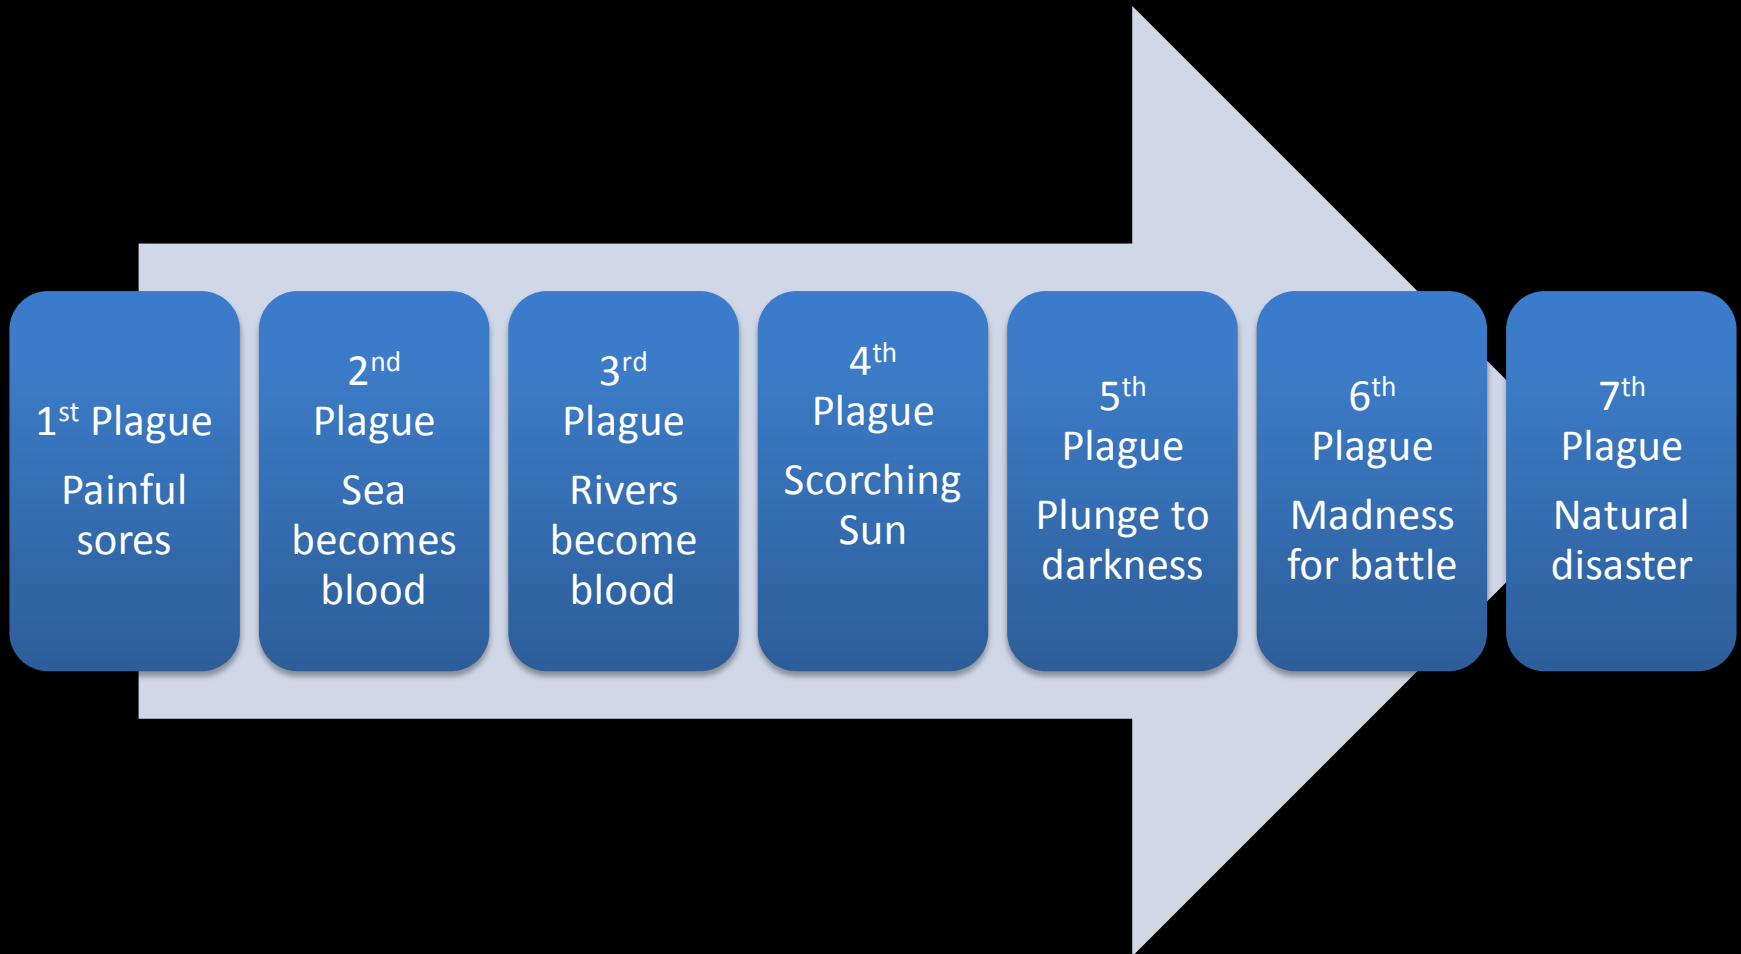 1st Plague
Painful
sores
2nd
Plague
Sea
becomes
blood
3rd
Plague
Rivers
become
blood
4th
Plague
Scorching
Sun
5th
Plague
Plunge to
darkness
6th
Plague
Madness
for battle
7th
Plague
Natural
disaster